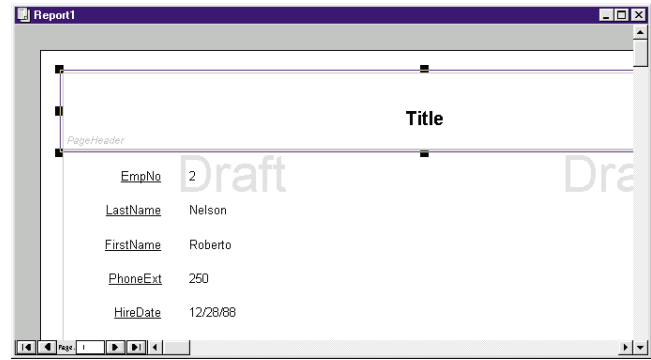 Report1
Title
PageHeader
Draft Dra
EmpNo 2
LastName Nelson
FirstName Roberto
PhoneExt 250
HireDate 12/28/88
Page. 1